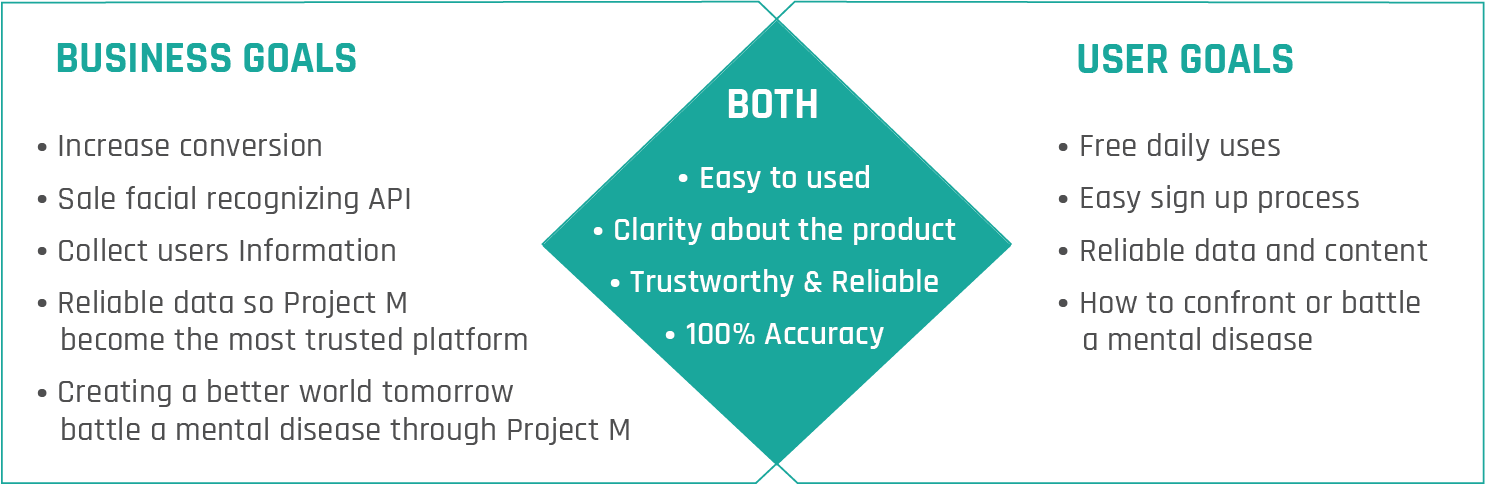 BUSINESS GOALS
• Increase conversion
• Sale facial recognizing API
• Collect users Information
• Reliable data so Project M
become the most trusted platform
• Creating a better world tomorrow
battle a mental disease through Project M
BOTH
• Easy to used
• Clarity about the product
• Trustworthy & Reliable
• 100% Accuracy
USER GOALS
• Free daily uses
• Easy sign up process
• Reliable data and content
• How to confront or battle
a mental disease